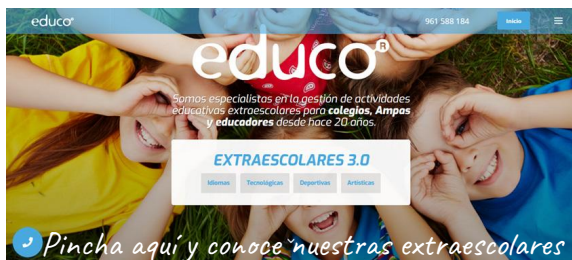 educo®
961 588 184
Inicio
educo®
Somos especialistas en la gestión de actividades
educativas extraescolares para colegios, Ampas
y educadores desde hace 20 años.
EXTRAESCOLARES 3.0
Idiomas Tecnológicas Deportivas Artísticas
Pincha aquí y conoce nuestras extraescolares